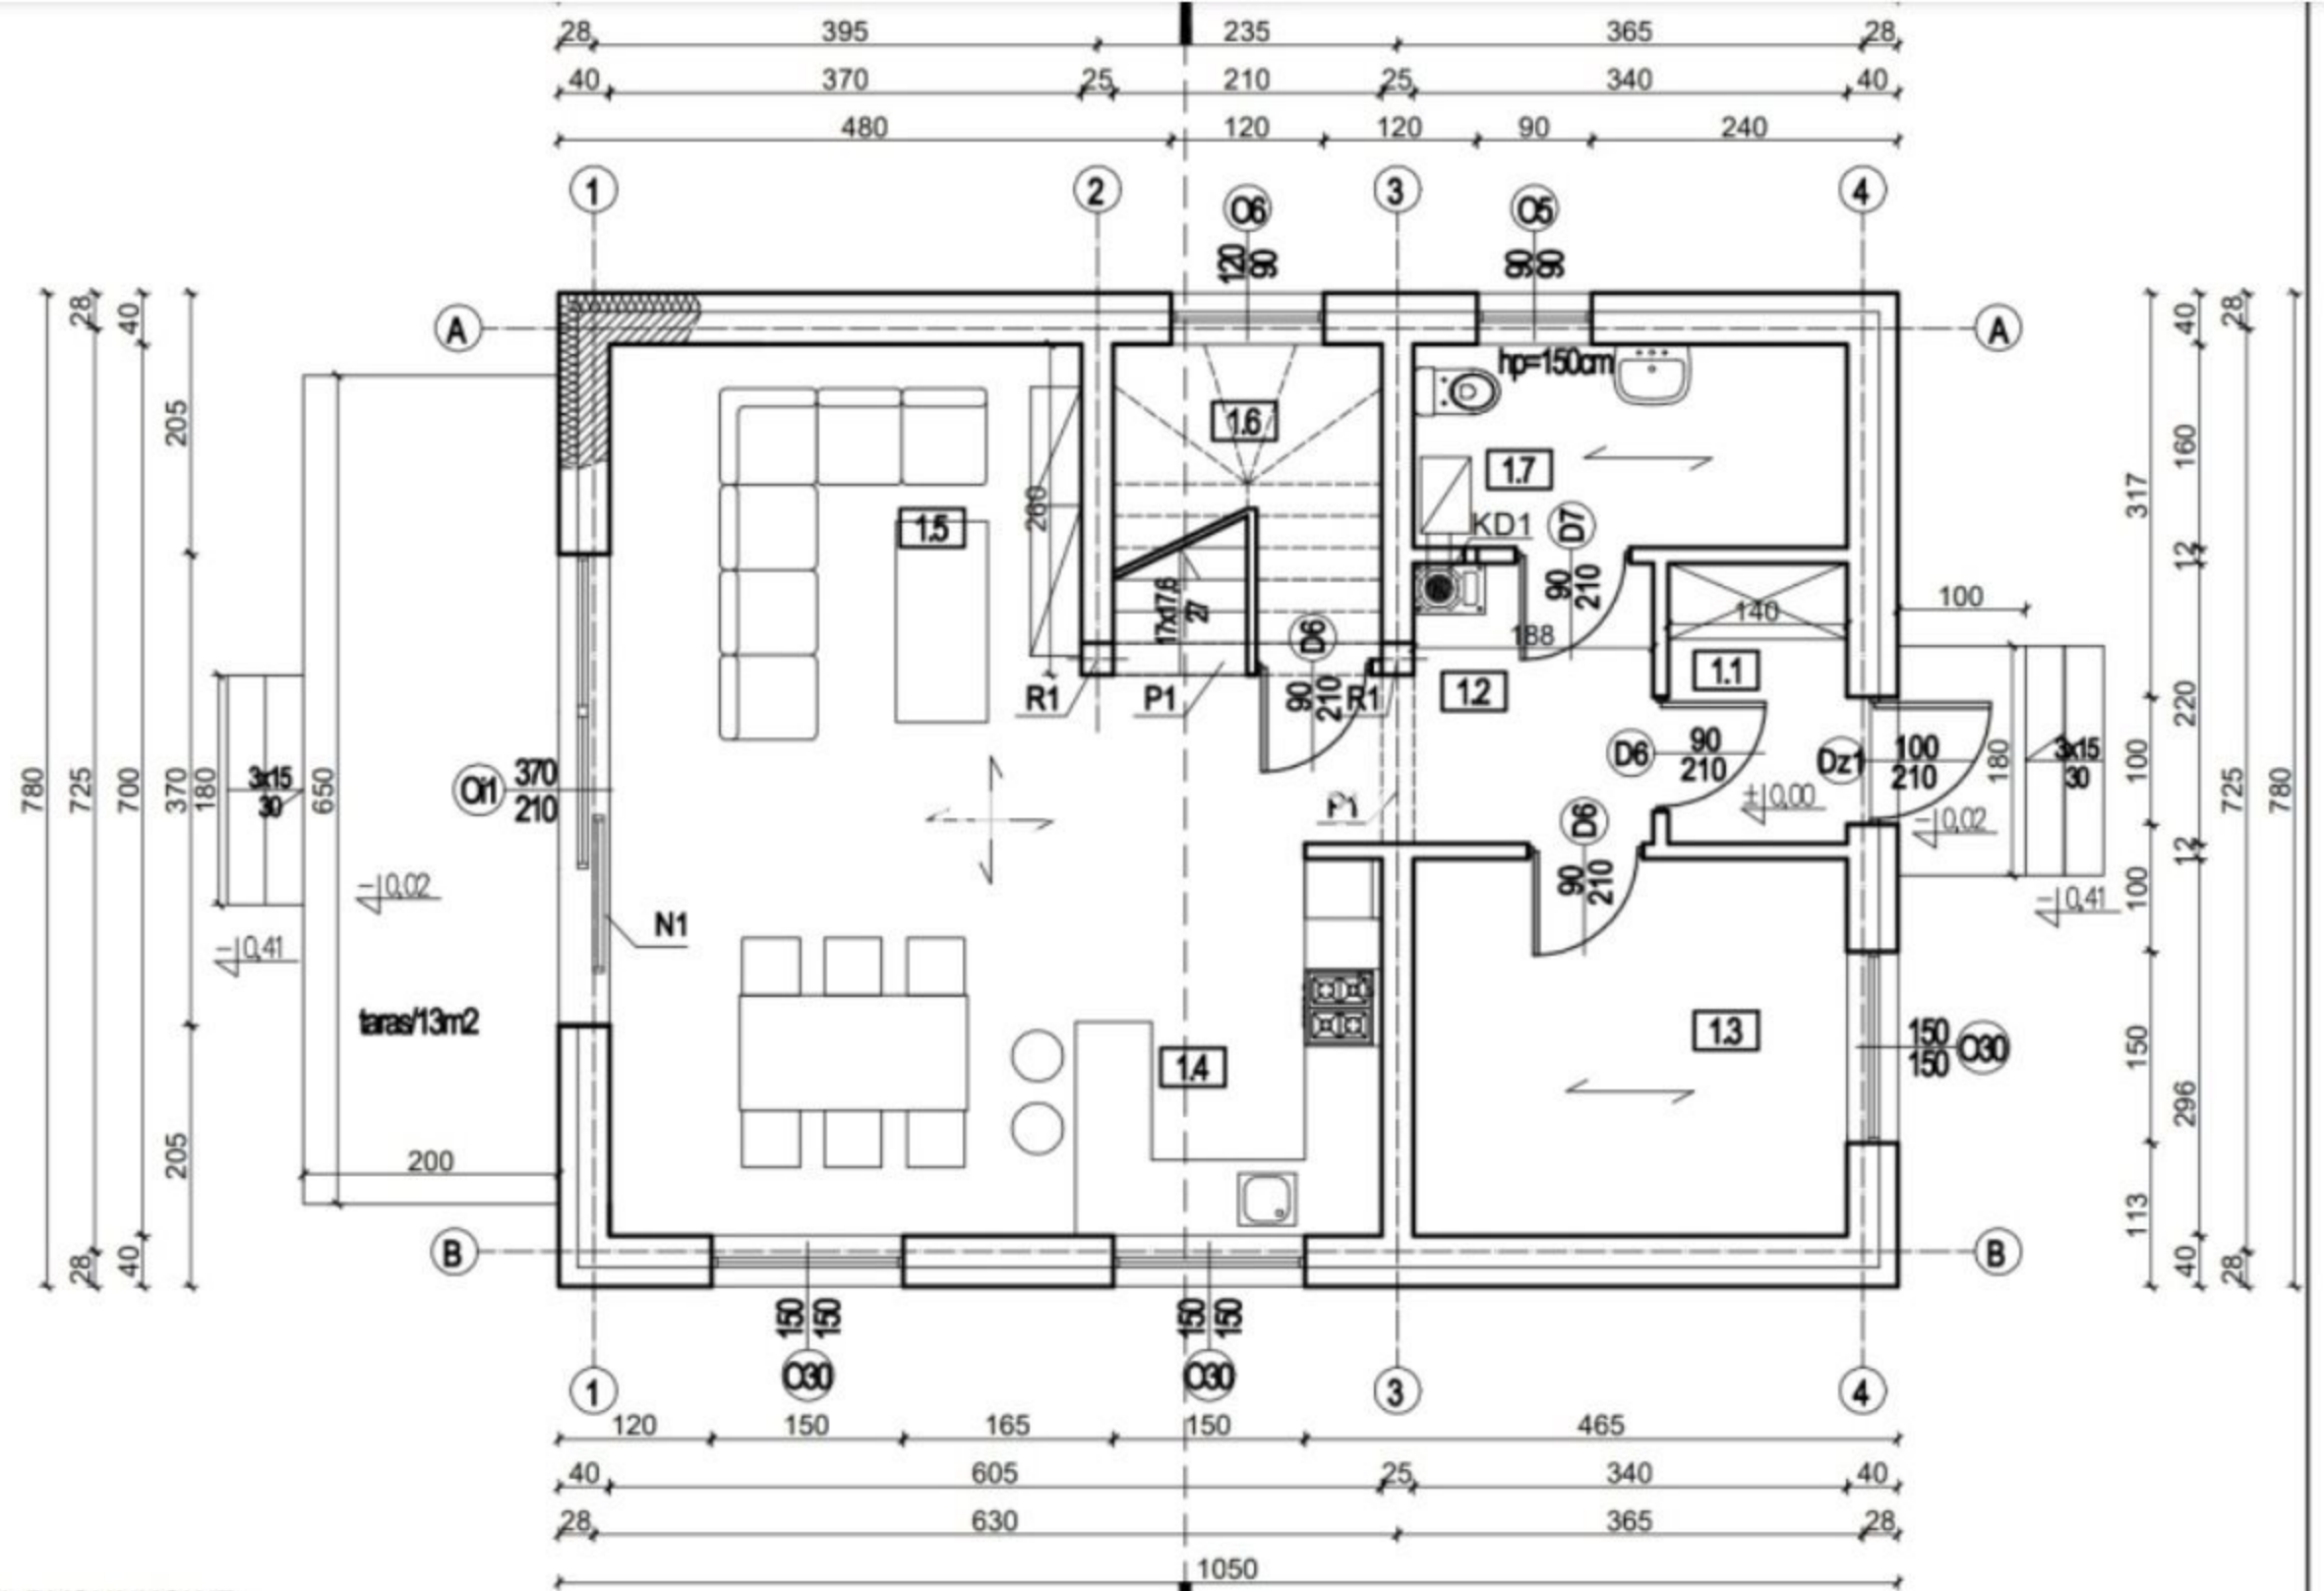 28 395 235 365 28
40 370 25 210 25 340 40
480 120 120 90 240
1 2 3 4
O6 O5
120 90 90 90
A A
28 40 40 28
hp=150cm
205 1.6 160
1.7 317
1.5 260 KD1 D7
12
90 210
17x17,6 27 D6 188 140 100
1.1
R1 P1 90 210 R1 1.2 220
D6 90 210 Dz1 100 210 180 3x15 30
780 725 700 370 180 3x15 30 650 Oi1 370 210 P1 ±0,00 100 725 780
D6 −0,02
−0,02 90 210 12
100 −0,41
N1
−0,41
taras/13m2 1.3 150 150 O30 150
1.4
296
205 200
113
B B
28 40 40 28
150 150 150 150
O30 O30
1 3 4
120 150 165 150 465
40 605 25 340 40
28 630 365 28
1050